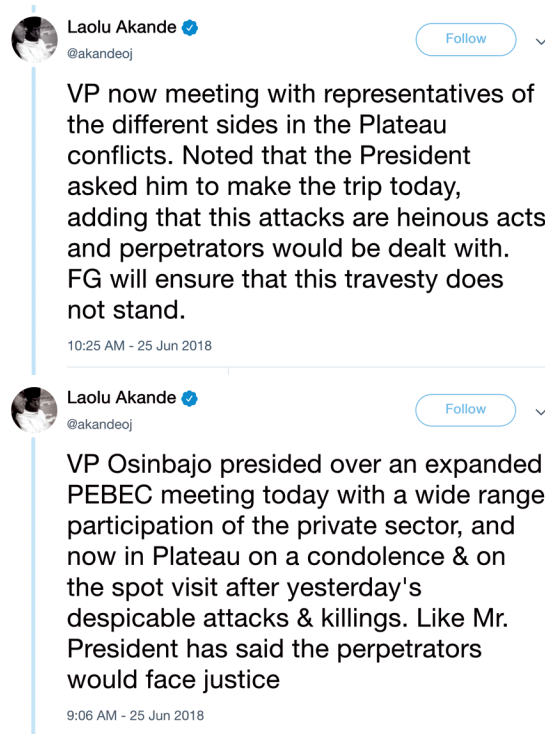 Laolu Akande
Follow
@akandeoj
VP now meeting with representatives of
the different sides in the Plateau
conflicts. Noted that the President
asked him to make the trip today,
adding that this attacks are heinous acts
and perpetrators would be dealt with.
FG will ensure that this travesty does
not stand.
10:25 AM - 25 Jun 2018
Laolu Akande
Follow
@akandeoj
VP Osinbajo presided over an expanded
PEBEC meeting today with a wide range
participation of the private sector, and
now in Plateau on a condolence & on
the spot visit after yesterday's
despicable attacks & killings. Like Mr.
President has said the perpetrators
would face justice
9:06 AM - 25 Jun 2018